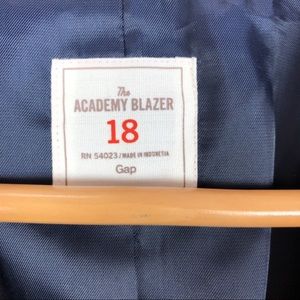 The
ACADEMY BLAZER
18
RN 54023 / MADE IN INDONESIA
Gap